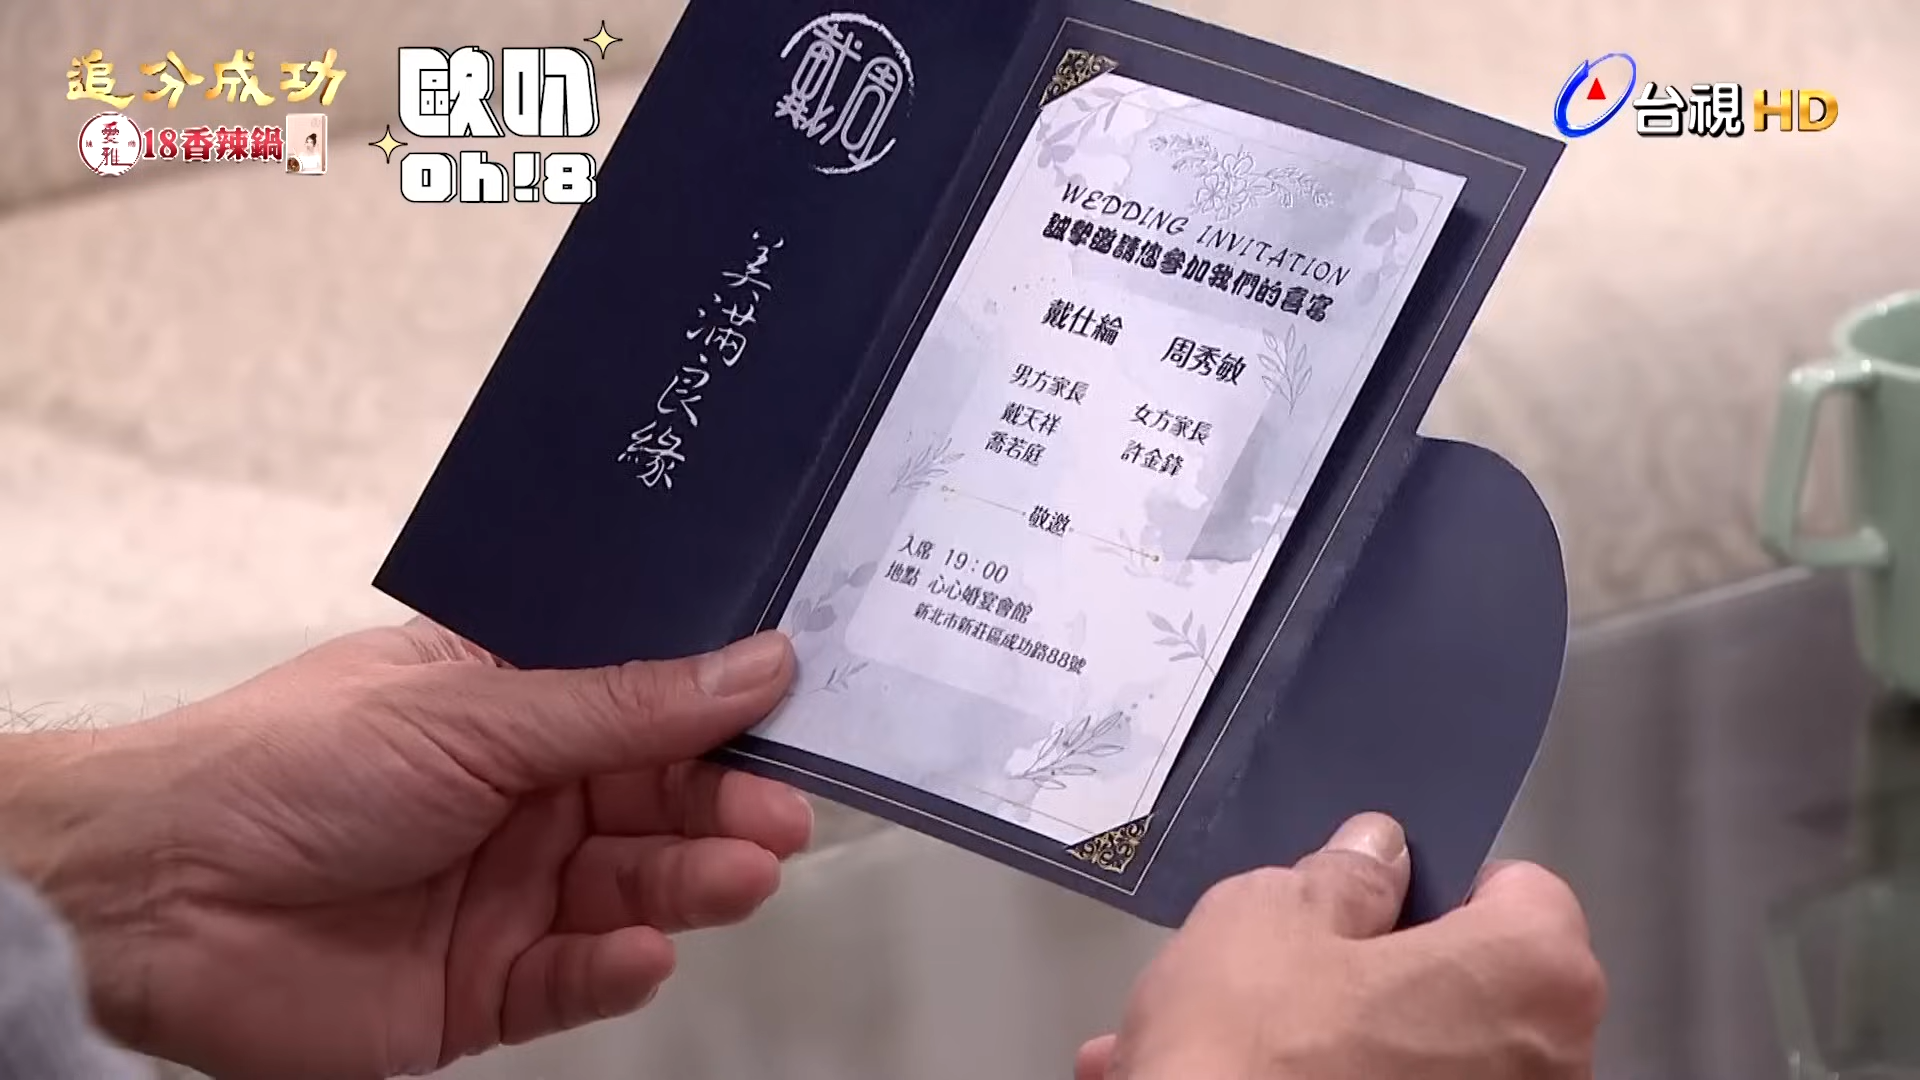 追分成功
愛雅
18香辣鍋
歐叭
Oh!8
台視HD
戴周
美滿良緣
WEDDING INVITATION
誠摯邀請您參加我們的喜宴
戴仕綸 周秀敏
男方家長 女方家長
戴天祥 許金鋒
喬若庭
敬邀
入席 19:00
地點 心心婚宴會館
新北市新莊區成功路88號